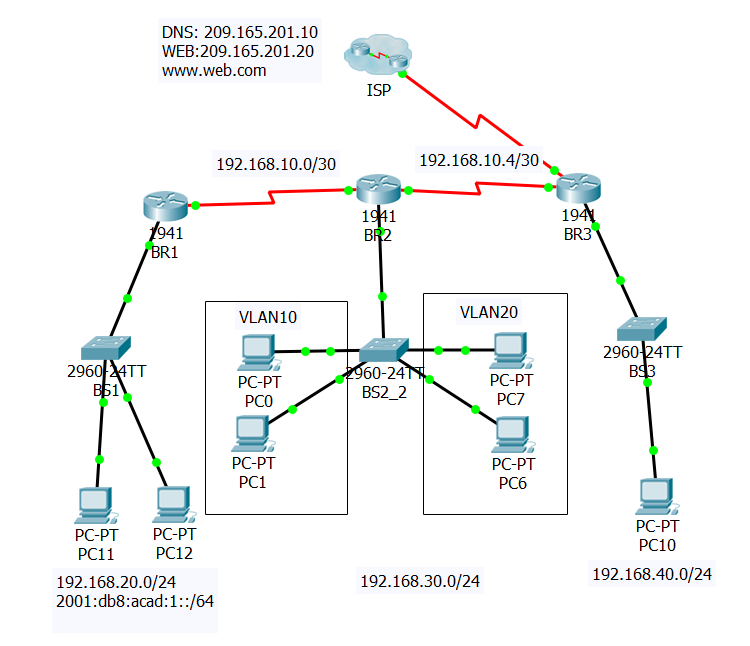 DNS: 209.165.201.10
WEB:209.165.201.20
www.web.com
ISP
192.168.10.0/30
192.168.10.4/30
1941
BR1
1941
BR2
1941
BR3
VLAN10
VLAN20
2960-24TT
BS1
PC-PT
PC0
2960-24TT
BS2_2
PC-PT
PC7
2960-24TT
BS3
PC-PT
PC1
PC-PT
PC6
PC-PT
PC11
PC-PT
PC12
PC-PT
PC10
192.168.20.0/24
2001:db8:acad:1::/64
192.168.30.0/24
192.168.40.0/24